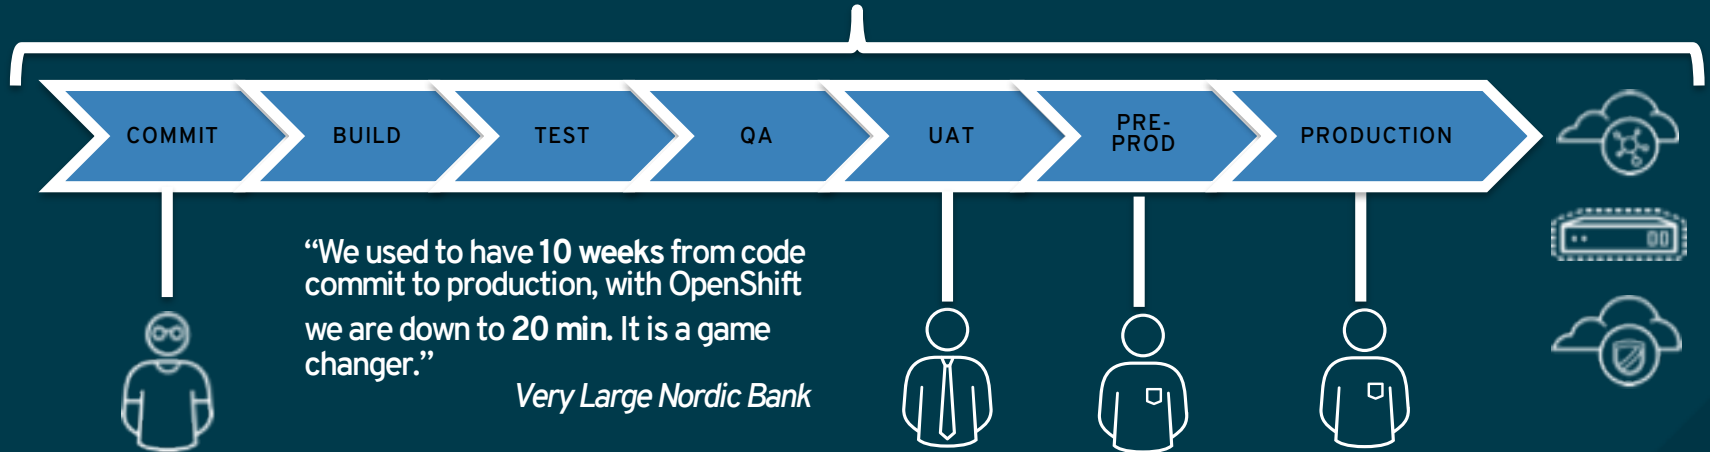 COMMIT
BUILD
TEST
QA
UAT
PRE-
PROD
PRODUCTION
“We used to have 10 weeks from code
commit to production, with OpenShift
we are down to 20 min. It is a game
changer.”
Very Large Nordic Bank